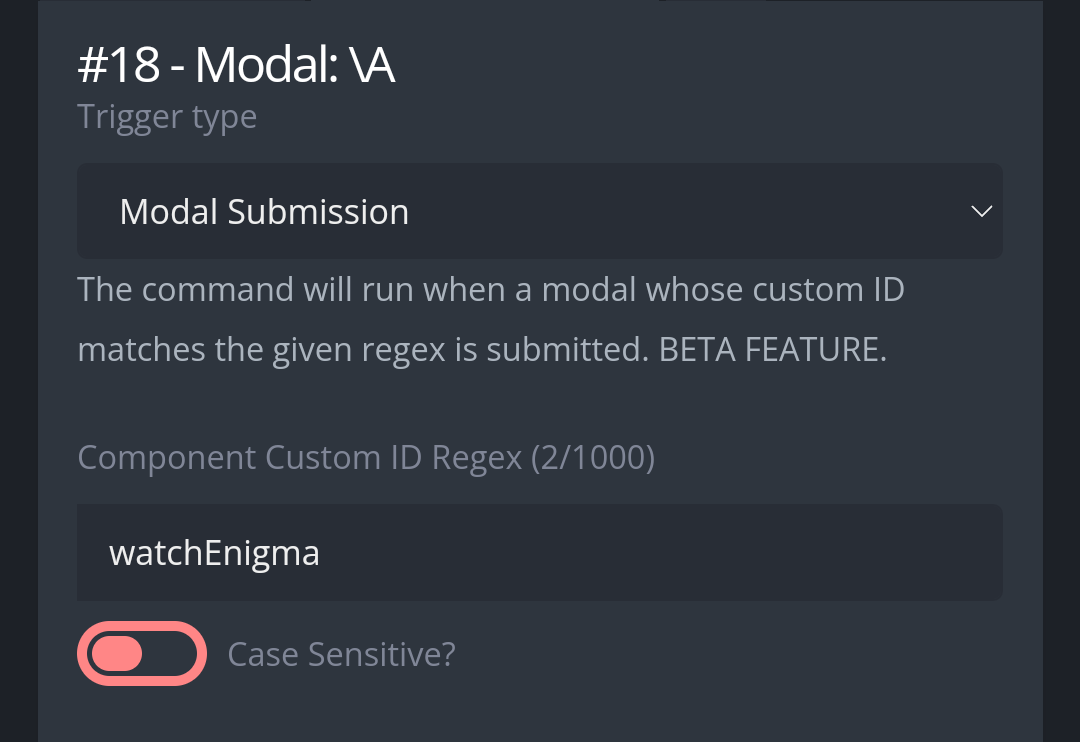 #18 - Modal: \A
Trigger type
Modal Submission
The command will run when a modal whose custom ID
matches the given regex is submitted. BETA FEATURE.
Component Custom ID Regex (2/1000)
watchEnigma
Case Sensitive?